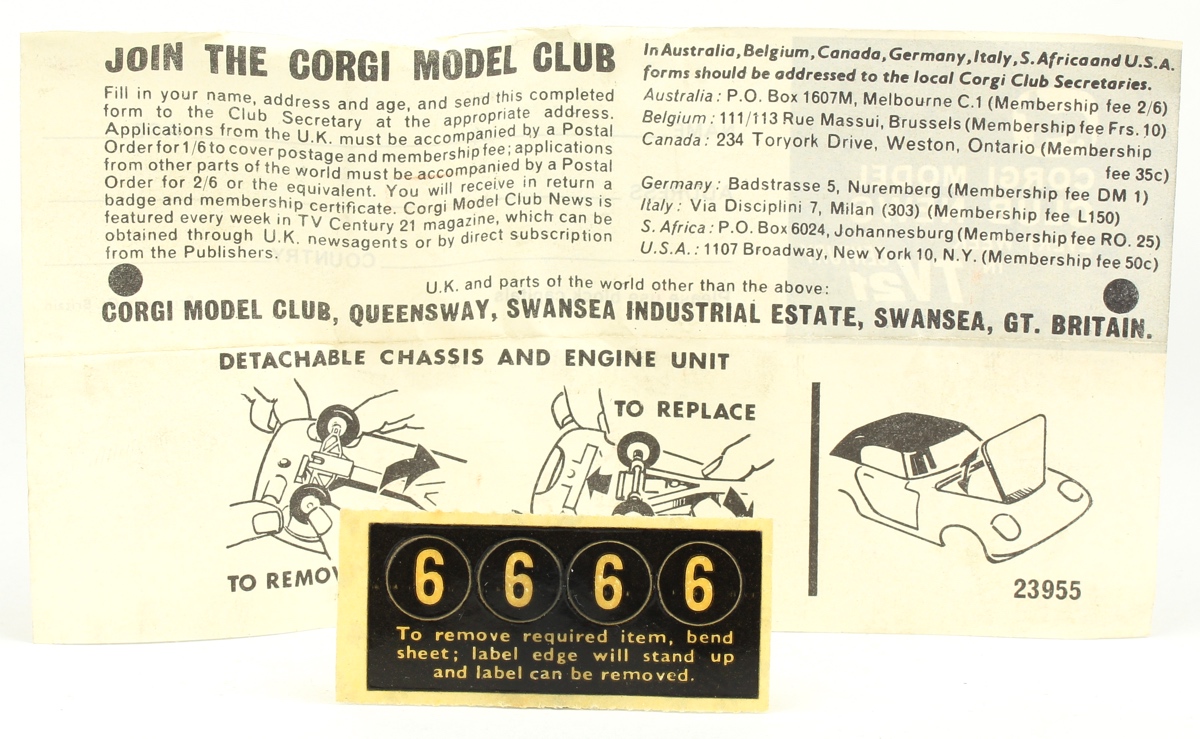 JOIN THE CORGI MODEL CLUB
Fill in your name, address and age, and send this completed
form to the Club Secretary at the appropriate address.
Applications from the U.K. must be accompanied by a Postal
Order for 1/6 to cover postage and membership fee; applications
from other parts of the world must be accompanied by a Postal
Order for 2/6 or the equivalent. You will receive in return a
badge and membership certificate. Corgi Model Club News is
featured every week in TV Century 21 magazine, which can be
obtained through U.K. newsagents or by direct subscription
from the Publishers.
In Australia, Belgium, Canada, Germany, Italy, S. Africa and U.S.A.
forms should be addressed to the local Corgi Club Secretaries.
Australia: P.O. Box 1607M, Melbourne C.1 (Membership fee 2/6)
Belgium: 111/113 Rue Massui, Brussels (Membership fee Frs. 10)
Canada: 234 Toryork Drive, Weston, Ontario (Membership
fee 35c)
Germany: Badstrasse 5, Nuremberg (Membership fee DM 1)
Italy: Via Disciplini 7, Milan (303) (Membership fee L150)
S. Africa: P.O. Box 6024, Johannesburg (Membership fee RO. 25)
U.S.A.: 1107 Broadway, New York 10, N.Y. (Membership fee 50c)
U.K. and parts of the world other than the above:
CORGI MODEL CLUB, QUEENSWAY, SWANSEA INDUSTRIAL ESTATE, SWANSEA, GT. BRITAIN.
DETACHABLE CHASSIS AND ENGINE UNIT
TO REPLACE
TO REMOV
23955
6 6 6 6
To remove required item, bend
sheet; label edge will stand up
and label can be removed.